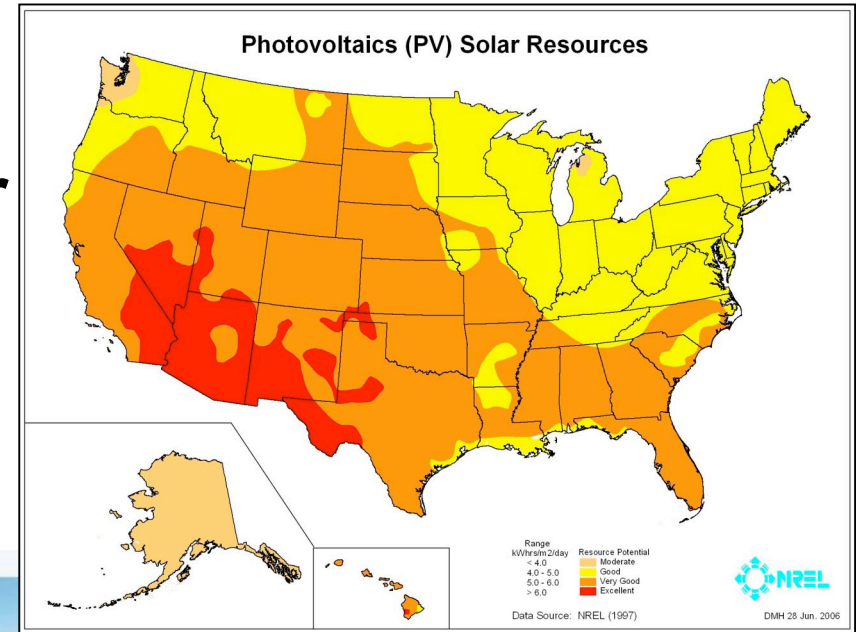 Photovoltaics (PV) Solar Resources
Range
kWhrs/m2/day Resource Potential
< 4.0 Moderate
4.0 - 5.0 Good
5.0 - 6.0 Very Good
> 6.0 Excellent
NREL
Data Source: NREL (1997)
DMH 28 Jun. 2006